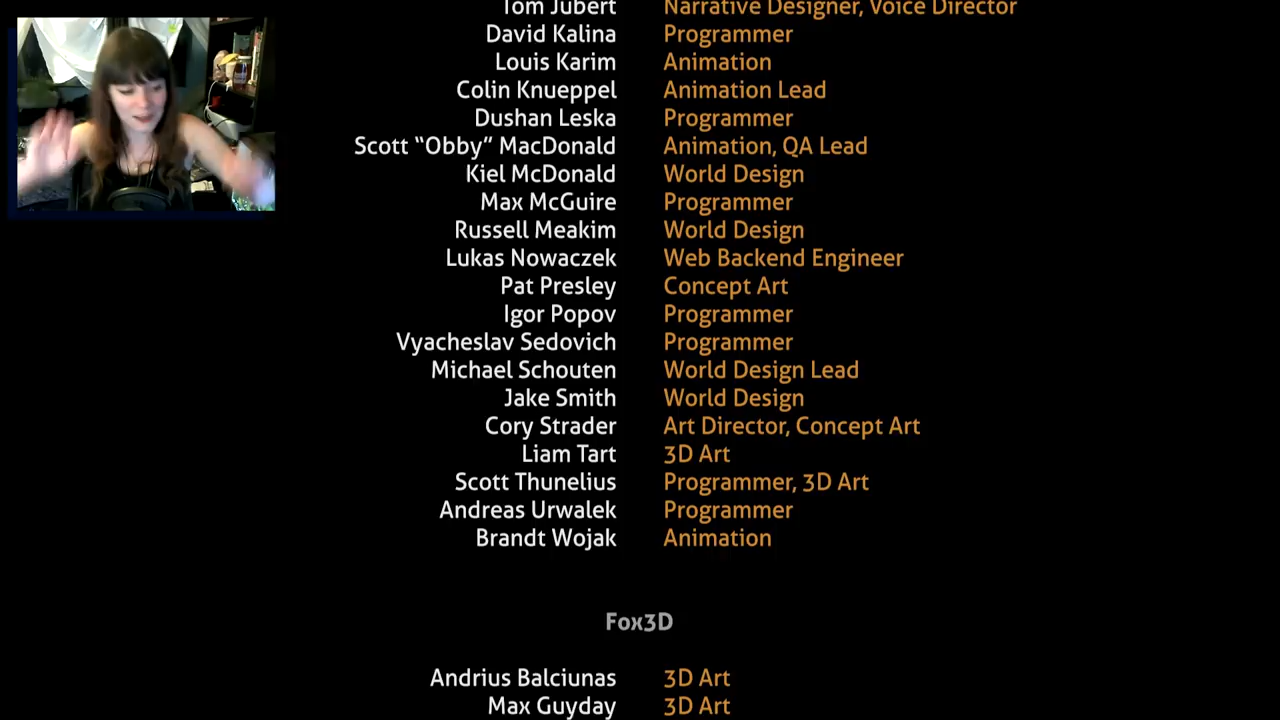 Tom Jubert Narrative Designer, Voice Director
David Kalina Programmer
Louis Karim Animation
Colin Knueppel Animation Lead
Dushan Leska Programmer
Scott “Obby” MacDonald Animation, QA Lead
Kiel McDonald World Design
Max McGuire Programmer
Russell Meakim World Design
Lukas Nowaczek Web Backend Engineer
Pat Presley Concept Art
Igor Popov Programmer
Vyacheslav Sedovich Programmer
Michael Schouten World Design Lead
Jake Smith World Design
Cory Strader Art Director, Concept Art
Liam Tart 3D Art
Scott Thunelius Programmer, 3D Art
Andreas Urwalek Programmer
Brandt Wojak Animation
Fox3D
Andrius Balciunas 3D Art
Max Guyday 3D Art